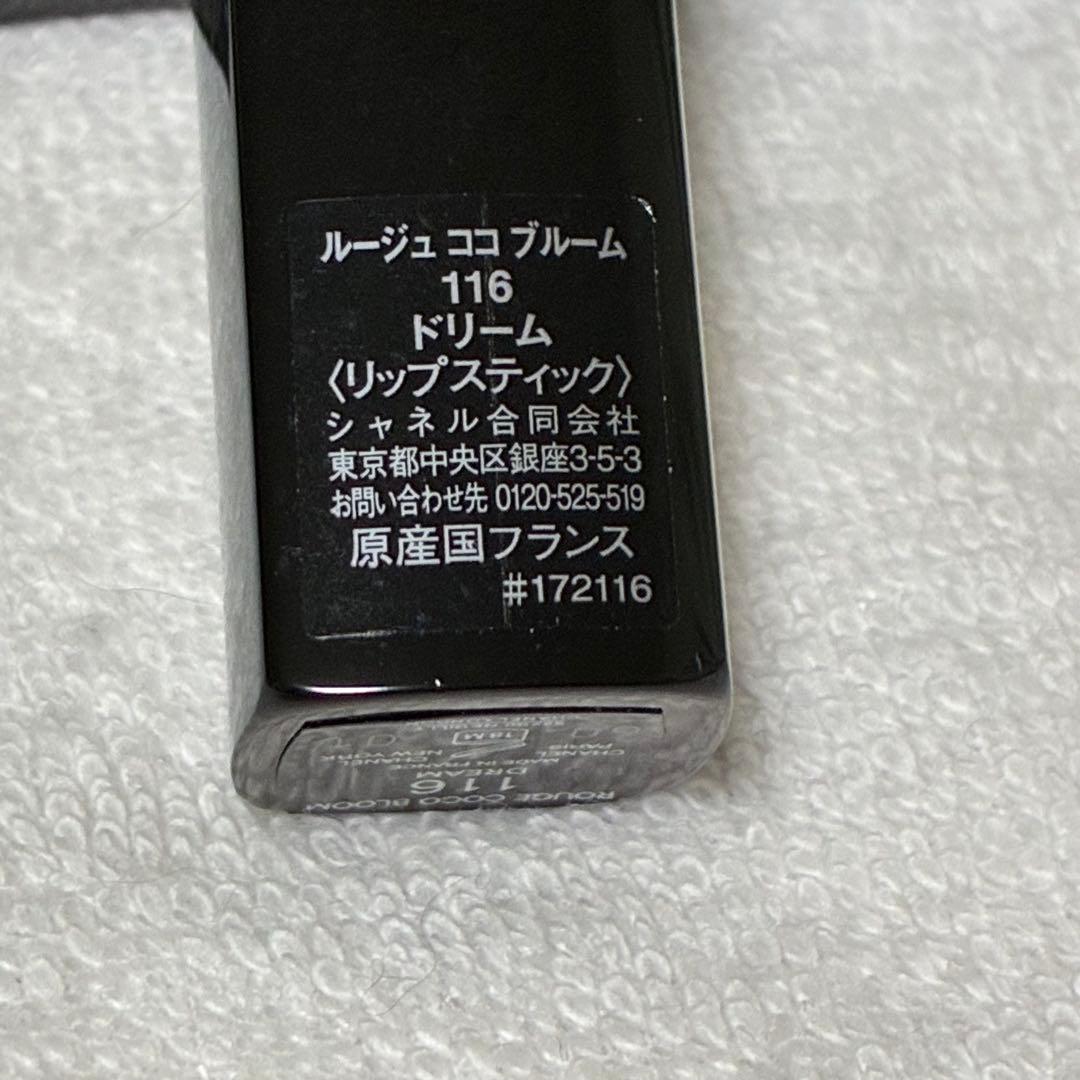 ルージュ ココ ブルーム
116
ドリーム
〈リップスティック〉
シャネル合同会社
東京都中央区銀座3-5-3
お問い合わせ先 0120-525-519
原産国フランス
#172116
ROUGE COCO BLOOM
116
DREAM
MADE IN FRANCE
CHANEL CHANEL
PARIS NEW YORK
18M